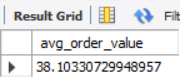 Result Grid
avg_order_value
38.10330729948957